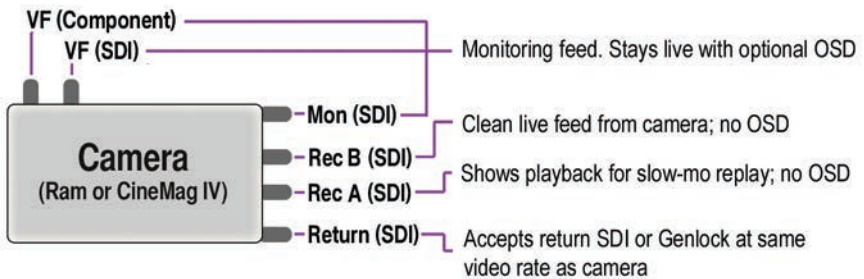 VF (Component)
VF (SDI)
Monitoring feed. Stays live with optional OSD
Mon (SDI)
Clean live feed from camera; no OSD
Camera
(Ram or CineMag IV)
Rec B (SDI)
Shows playback for slow-mo replay; no OSD
Rec A (SDI)
Return (SDI)
Accepts return SDI or Genlock at same
video rate as camera